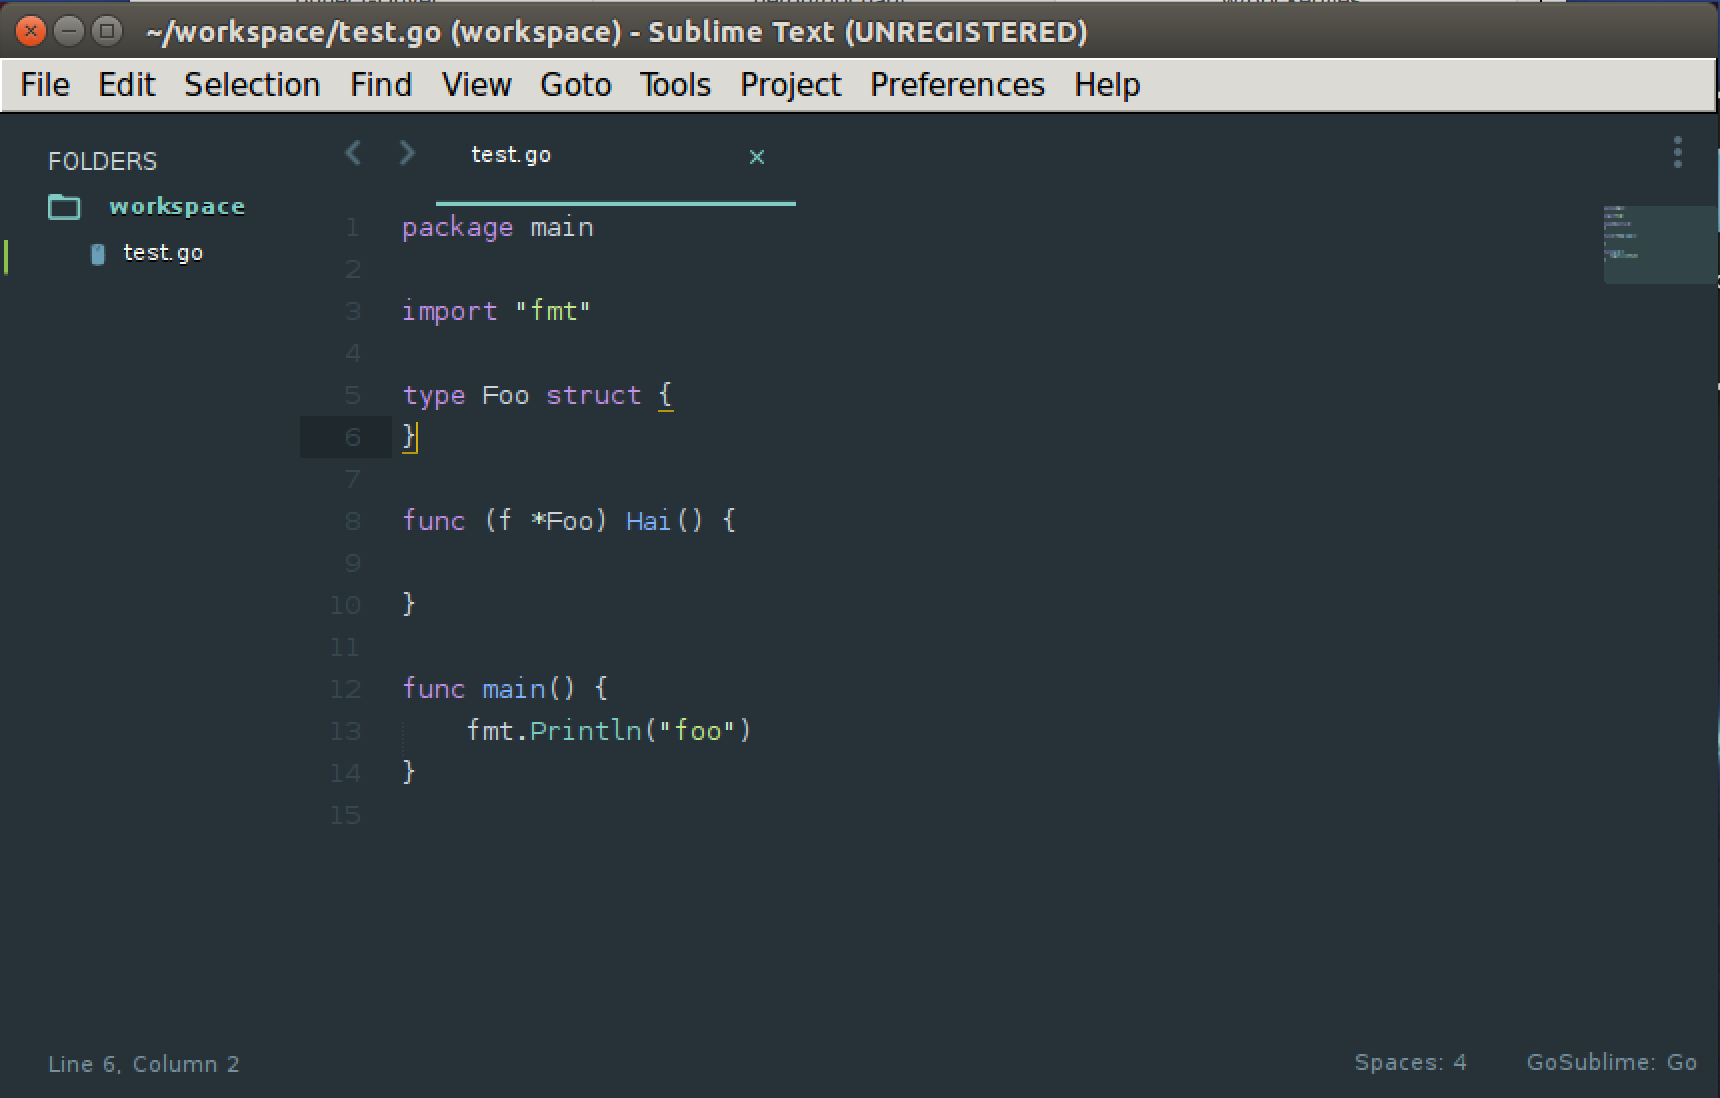 ~/workspace/test.go (workspace) - Sublime Text (UNREGISTERED)
File Edit Selection Find View Goto Tools Project Preferences Help
FOLDERS
workspace
test.go
test.go
1 package main
2
3 import "fmt"
4
5 type Foo struct {
6 }
7
8 func (f *Foo) Hai() {
9
10 }
11
12 func main() {
13     fmt.Println("foo")
14 }
15
Line 6, Column 2
Spaces: 4
GoSublime: Go